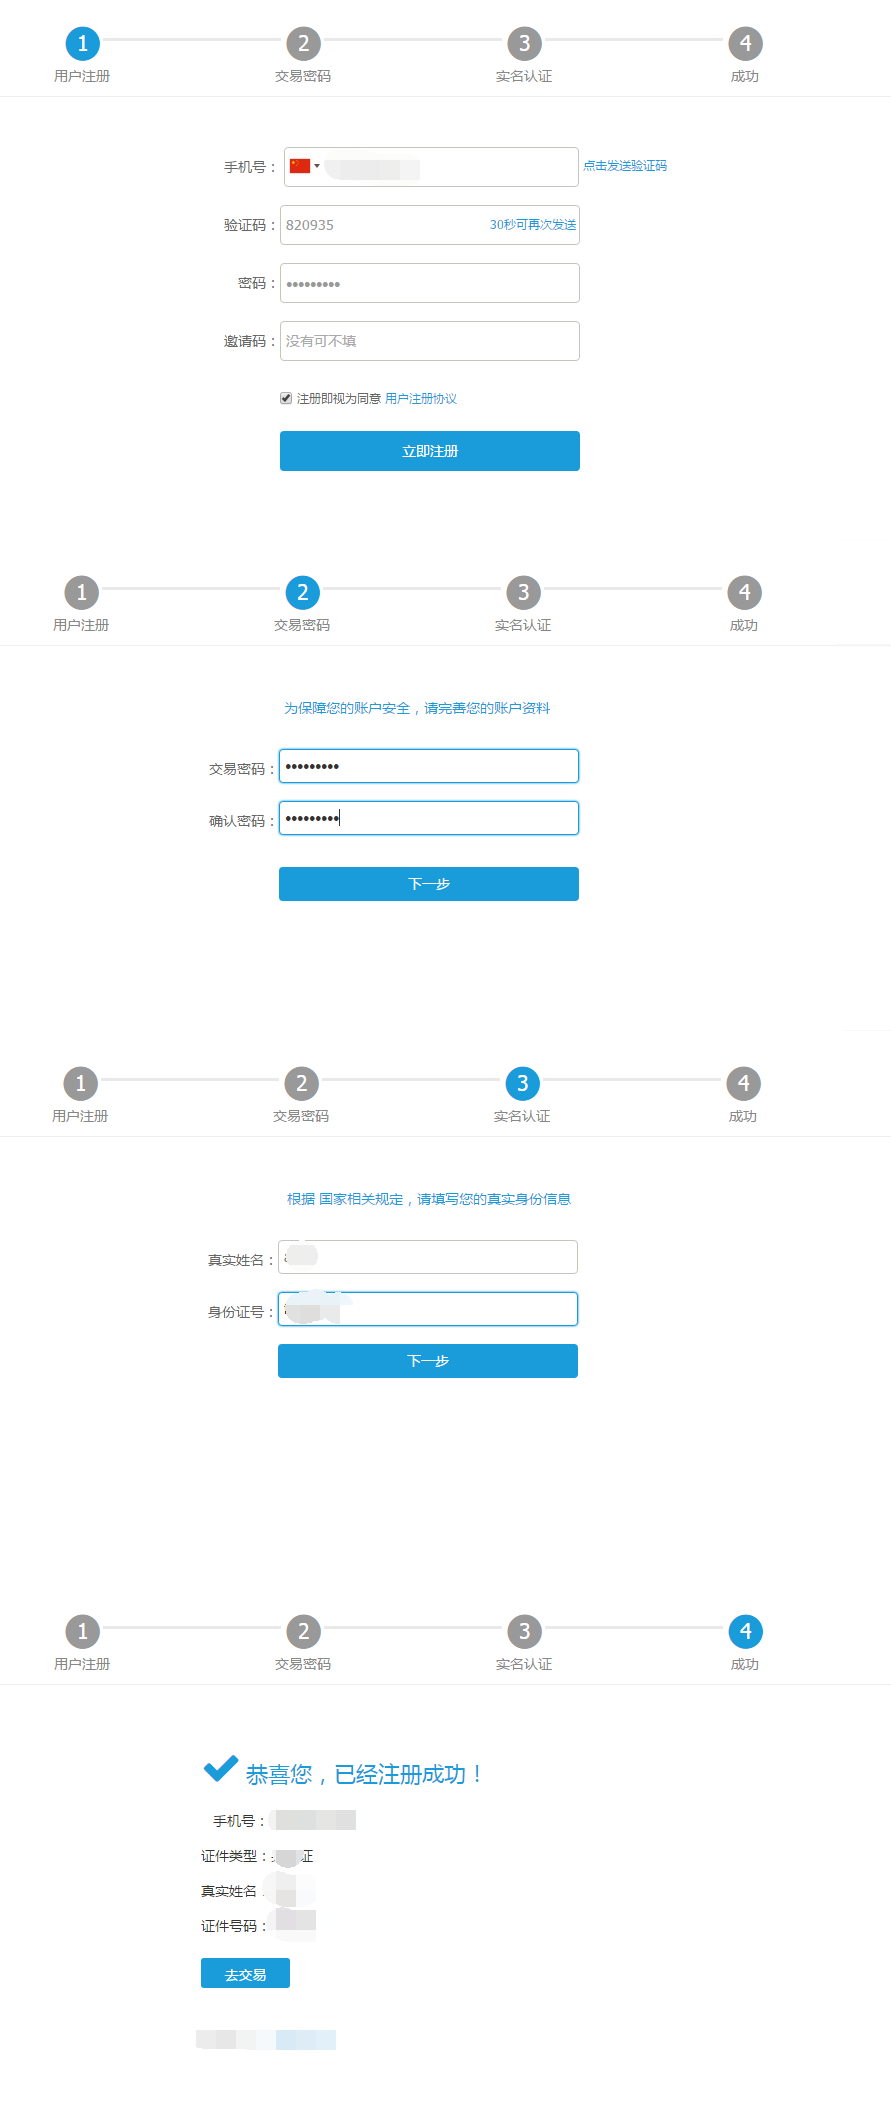 1 2 3 4
用户注册 交易密码 实名认证 成功
手机号： 点击发送验证码
验证码：820935 30秒可再次发送
密码：•••••••••
邀请码：没有可不填
注册即视为同意 用户注册协议
立即注册
1 2 3 4
用户注册 交易密码 实名认证 成功
为保障您的账户安全，请完善您的账户资料
交易密码：•••••••••
确认密码：•••••••••
下一步
1 2 3 4
用户注册 交易密码 实名认证 成功
根据 国家相关规定，请填写您的真实身份信息
真实姓名：
身份证号：
下一步
1 2 3 4
用户注册 交易密码 实名认证 成功
恭喜您，已经注册成功！
手机号：
证件类型： 证
真实姓名：
证件号码：
去交易